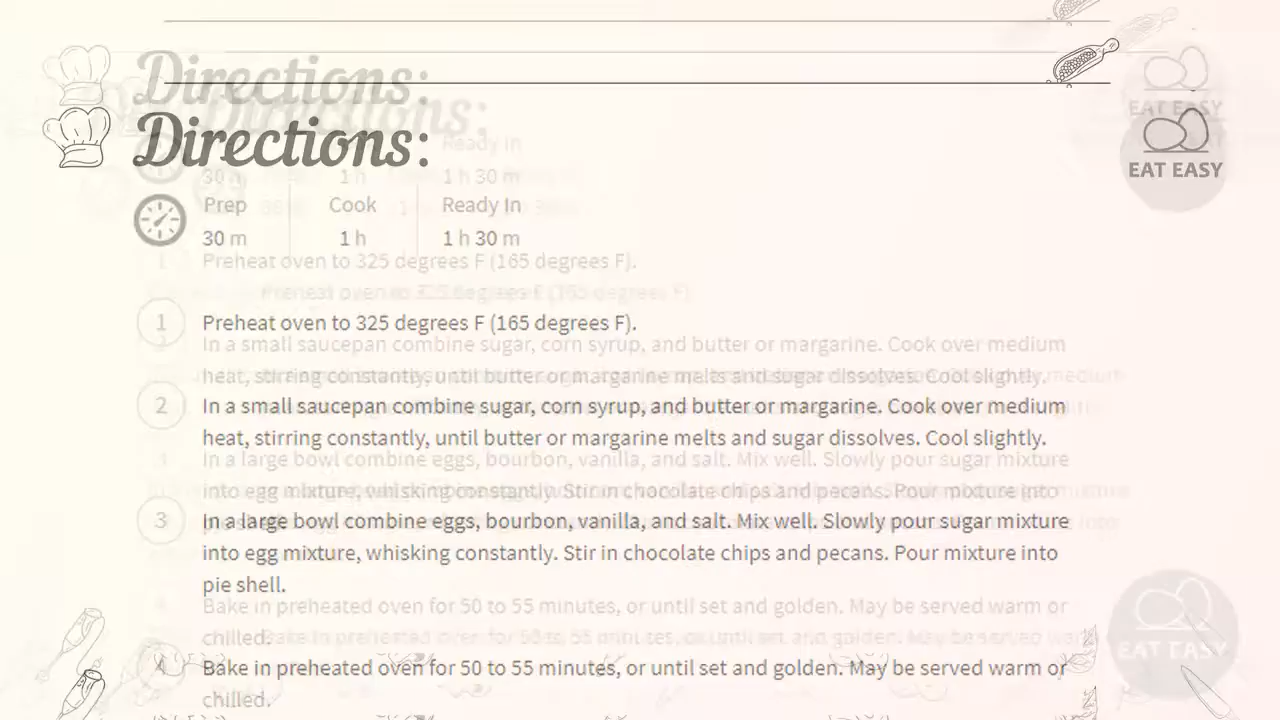 Directions:
EAT EASY
Prep Cook Ready In
30 m 1 h 1 h 30 m
1 Preheat oven to 325 degrees F (165 degrees F).
2 In a small saucepan combine sugar, corn syrup, and butter or margarine. Cook over medium
heat, stirring constantly, until butter or margarine melts and sugar dissolves. Cool slightly.
3 In a large bowl combine eggs, bourbon, vanilla, and salt. Mix well. Slowly pour sugar mixture
into egg mixture, whisking constantly. Stir in chocolate chips and pecans. Pour mixture into
pie shell.
4 Bake in preheated oven for 50 to 55 minutes, or until set and golden. May be served warm or
chilled.
EAT EASY